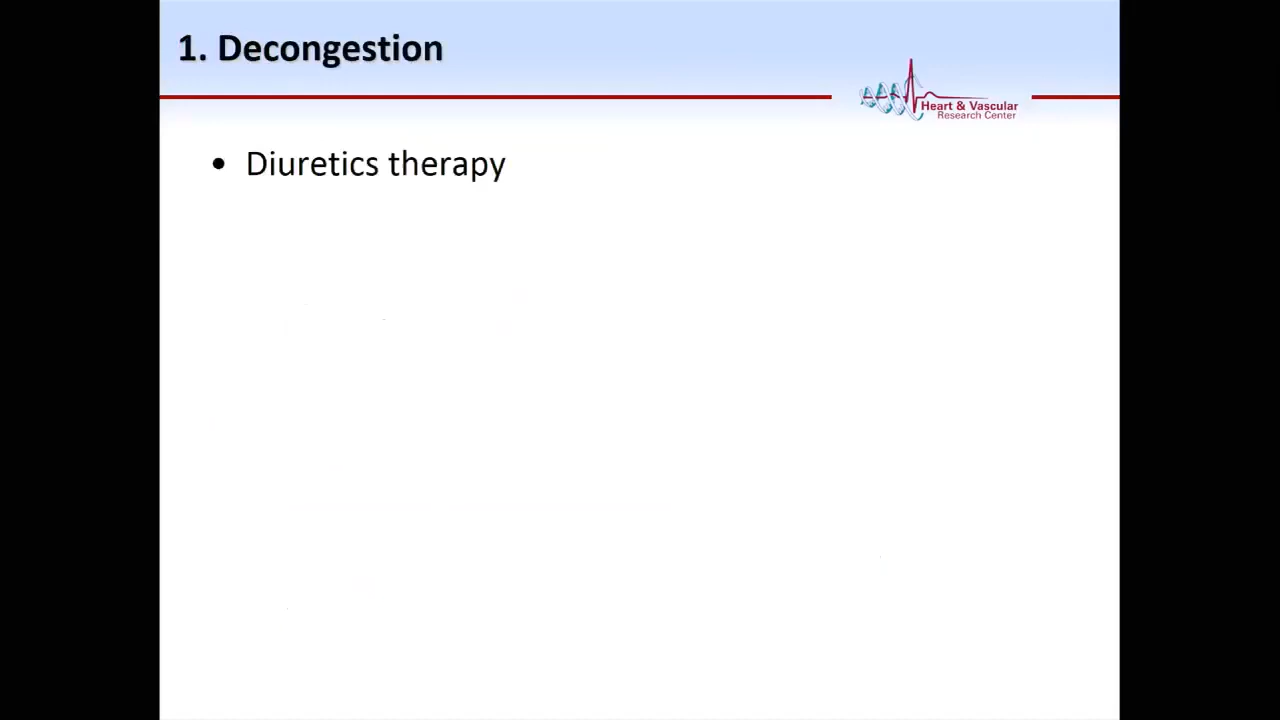 1. Decongestion
Heart & Vascular
Research Center
• Diuretics therapy